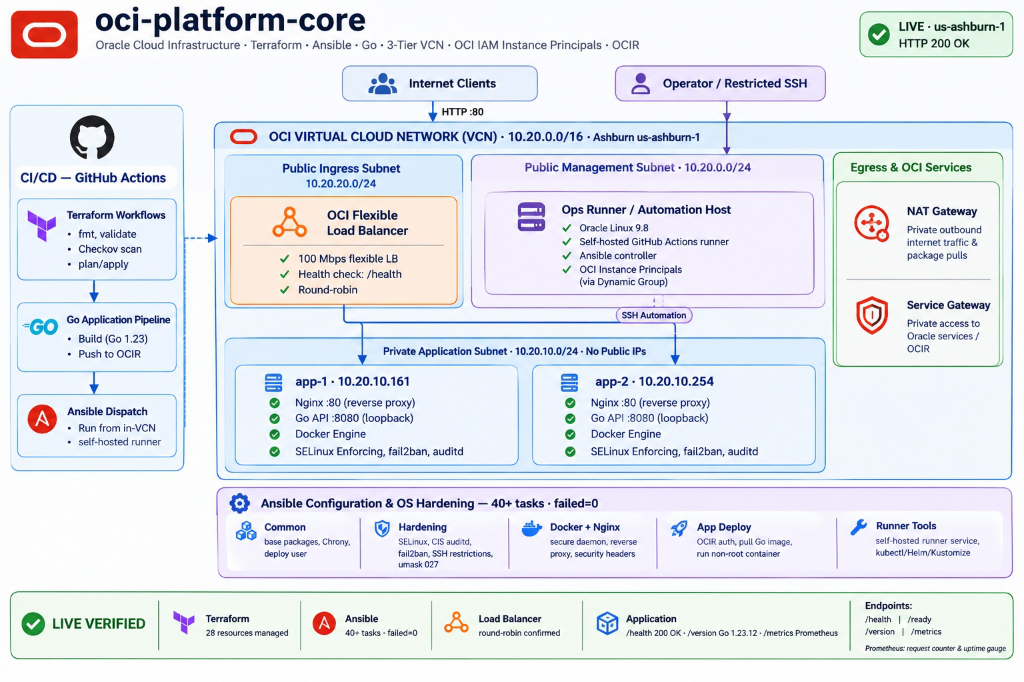 oci-platform-core
Oracle Cloud Infrastructure · Terraform · Ansible · Go · 3-Tier VCN · OCI IAM Instance Principals · OCIR
LIVE · us-ashburn-1
HTTP 200 OK
Internet Clients
Operator / Restricted SSH
HTTP :80
CI/CD — GitHub Actions
Terraform Workflows
• fmt, validate
• Checkov scan
• plan/apply
GO
Go Application Pipeline
• Build (Go 1.23)
• Push to OCIR
Ansible Dispatch
• Run from in-VCN
• self-hosted runner
OCI VIRTUAL CLOUD NETWORK (VCN) · 10.20.0.0/16 · Ashburn us-ashburn-1
Public Ingress Subnet
10.20.20.0/24
OCI Flexible
Load Balancer
100 Mbps flexible LB
Health check: /health
Round-robin
Public Management Subnet · 10.20.0.0/24
Ops Runner / Automation Host
Oracle Linux 9.8
Self-hosted GitHub Actions runner
Ansible controller
OCI Instance Principals
(via Dynamic Group)
SSH Automation
Egress & OCI Services
NAT Gateway
Private outbound
internet traffic &
package pulls
Service Gateway
Private access to
Oracle services /
OCIR
Private Application Subnet · 10.20.10.0/24 · No Public IPs
app-1 · 10.20.10.161
Nginx :80 (reverse proxy)
Go API :8080 (loopback)
Docker Engine
SELinux Enforcing, fail2ban, auditd
app-2 · 10.20.10.254
Nginx :80 (reverse proxy)
Go API :8080 (loopback)
Docker Engine
SELinux Enforcing, fail2ban, auditd
Ansible Configuration & OS Hardening — 40+ tasks · failed=0
Common
base packages, Chrony,
deploy user
Hardening
SELinux, CIS auditd,
fail2ban, SSH restrictions,
umask 027
Docker + Nginx
secure daemon, reverse
proxy, security headers
App Deploy
OCIR auth, pull Go image,
run non-root container
Runner Tools
self-hosted runner service,
kubectl/Helm/Kustomize
LIVE VERIFIED
Terraform
28 resources managed
Ansible
40+ tasks · failed=0
Load Balancer
round-robin confirmed
Application
/health 200 OK · /version Go 1.23.12 · /metrics Prometheus
Endpoints:
/health | /ready
/version | /metrics
Prometheus: request counter & uptime gauge